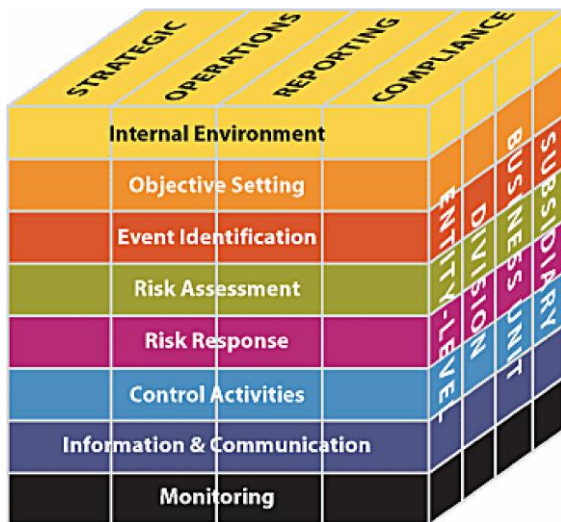 STRATEGIC
OPERATIONS
REPORTING
COMPLIANCE
Internal Environment
Objective Setting
Event Identification
Risk Assessment
Risk Response
Control Activities
Information & Communication
Monitoring
ENTITY-LEVEL
DIVISION
BUSINESS UNIT
SUBSIDIARY